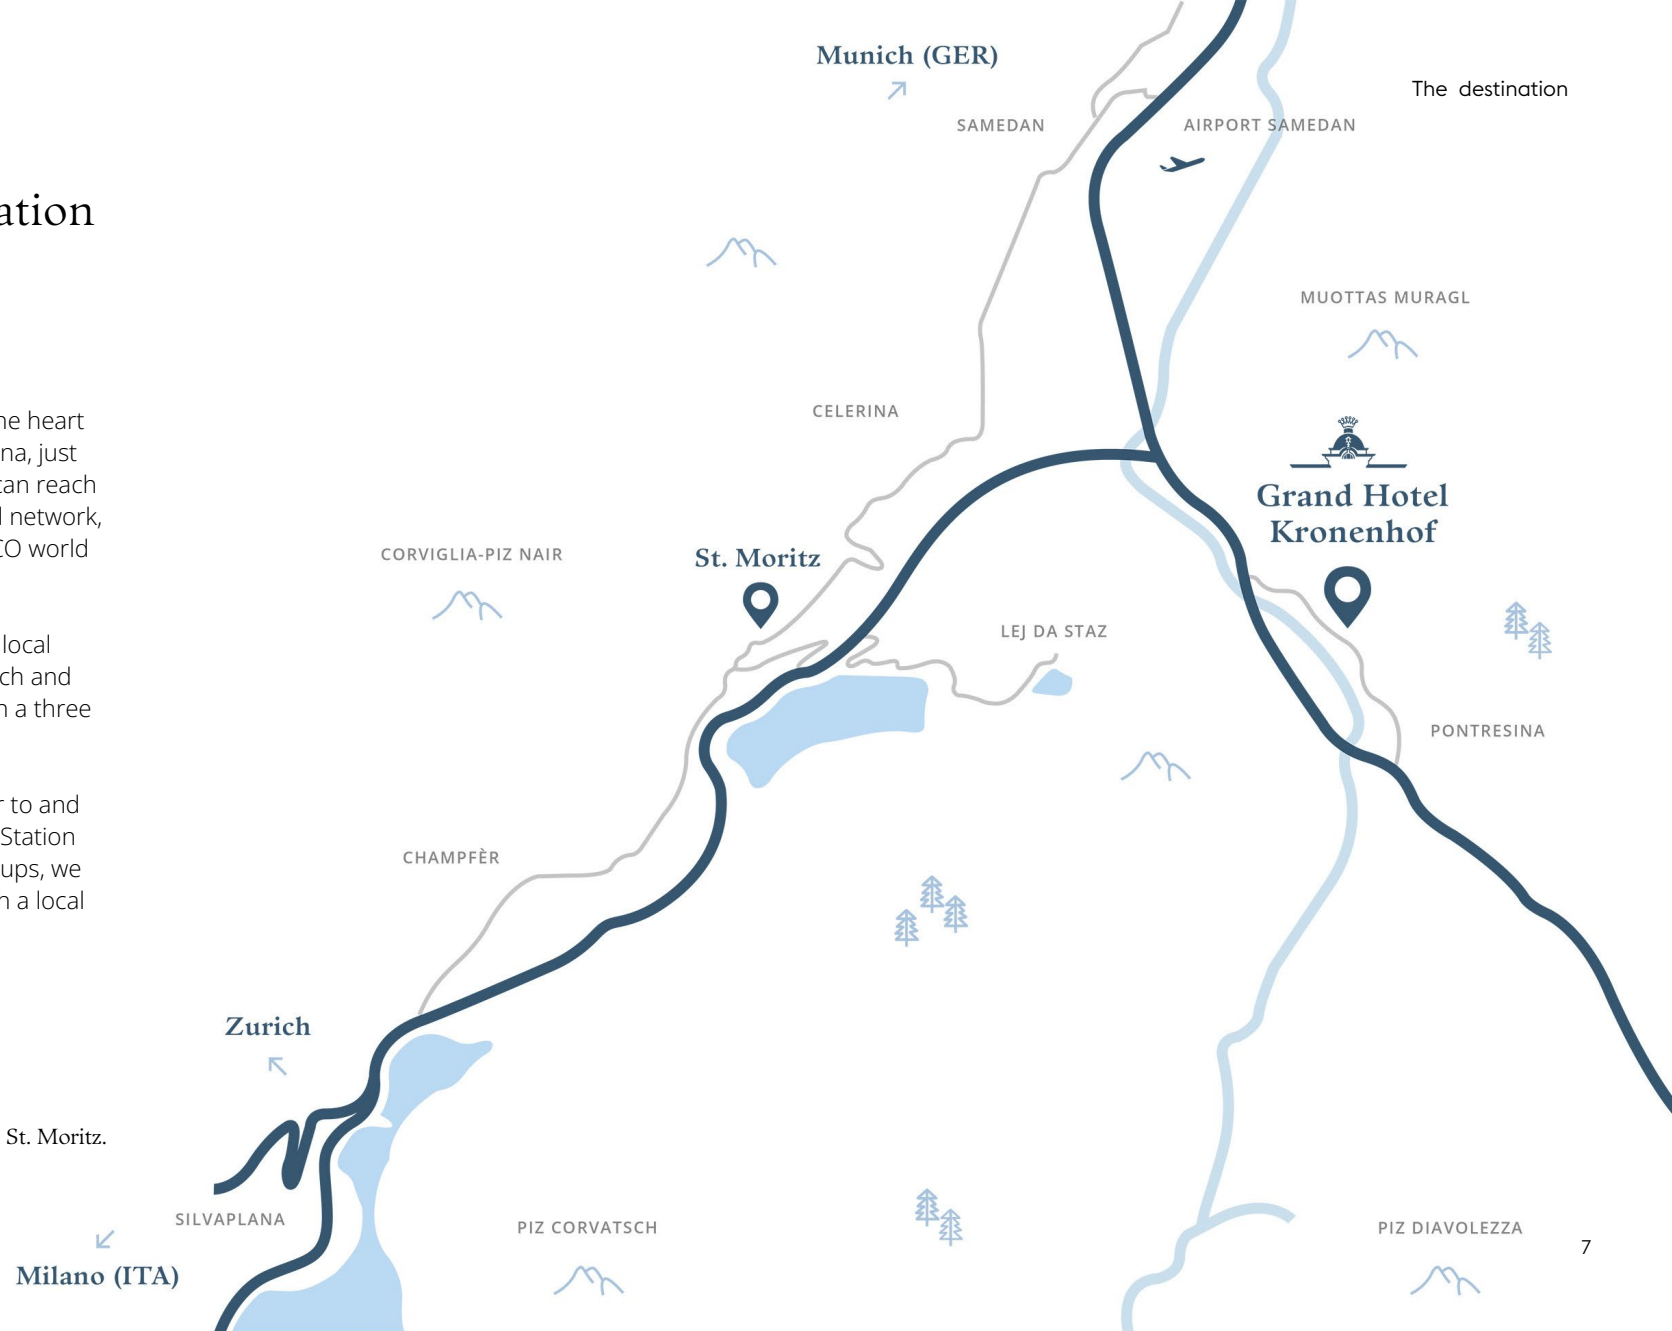 The destination
ation
ne heart
na, just
can reach
l network,
CO world
local
ch and
n a three
r to and
Station
ups, we
n a local
St. Moritz.
Munich (GER)
SAMEDAN
AIRPORT SAMEDAN
MUOTTAS MURAGL
CELERINA
Grand Hotel
Kronenhof
CORVIGLIA-PIZ NAIR
St. Moritz
LEJ DA STAZ
PONTRESINA
CHAMPFÈR
Zurich
SILVAPLANA
PIZ CORVATSCH
PIZ DIAVOLEZZA
Milano (ITA)
7